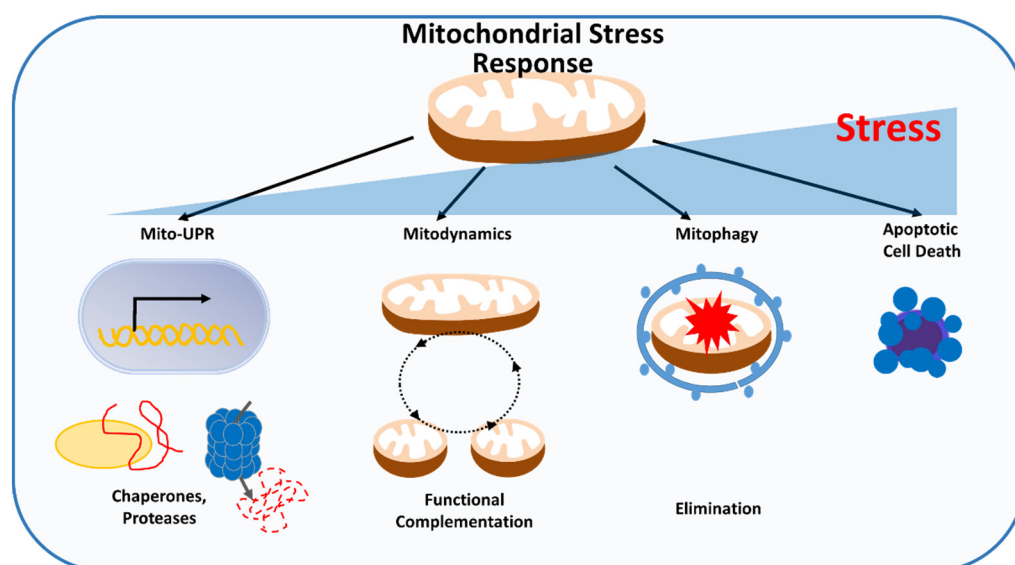 Mitochondrial Stress
Response
Stress
Mito-UPR
Mitodynamics
Mitophagy
Apoptotic
Cell Death
Chaperones,
Proteases
Functional
Complementation
Elimination